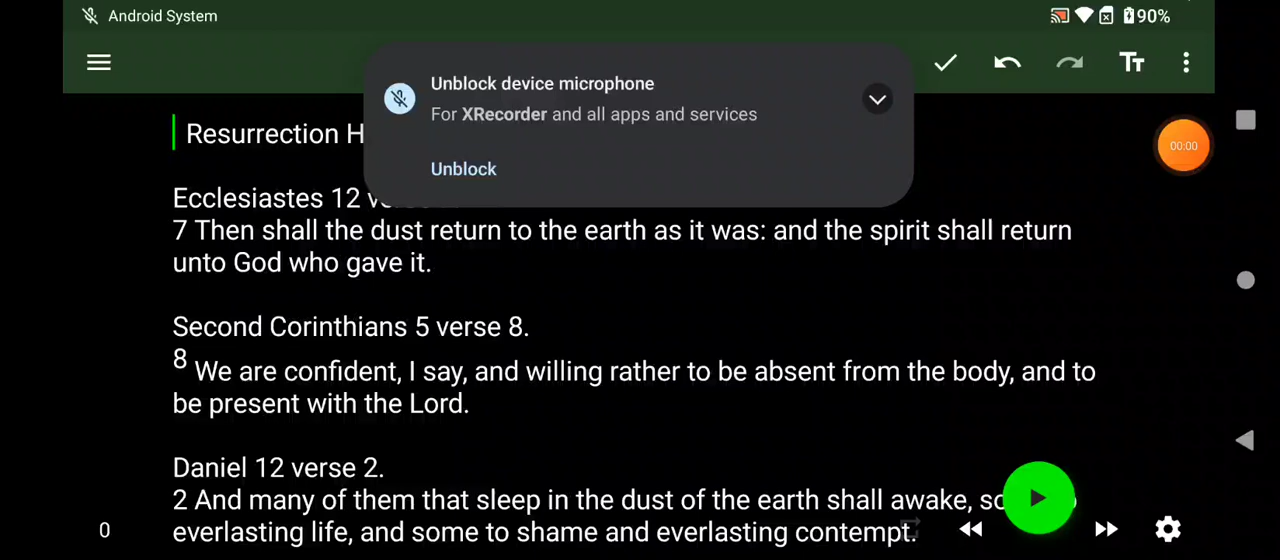 Android System
90%
Unblock device microphone
For XRecorder and all apps and services
Unblock
00:00
Resurrection H
Ecclesiastes 12
7 Then shall the dust return to the earth as it was: and the spirit shall return
unto God who gave it.
Second Corinthians 5 verse 8.
8 We are confident, I say, and willing rather to be absent from the body, and to
be present with the Lord.
Daniel 12 verse 2.
2 And many of them that sleep in the dust of the earth shall awake,
everlasting life, and some to shame and everlasting contempt.
0